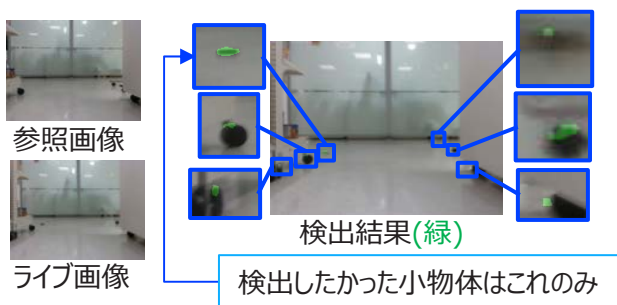 参照画像
ライブ画像
検出結果(緑)
検出したかった小物体はこれのみ